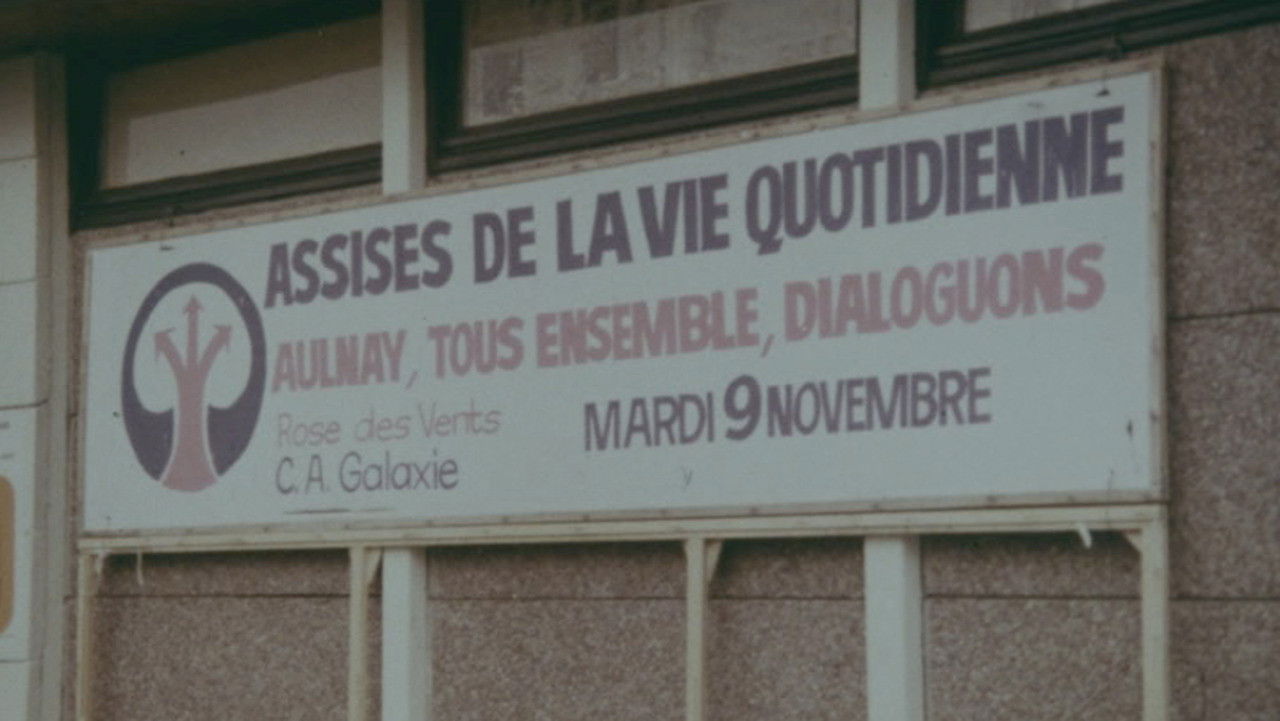 ASSISES DE LA VIE QUOTIDIENNE
AULNAY, TOUS ENSEMBLE, DIALOGUONS
Rose des Vents
MARDI 9 NOVEMBRE
C.A. Galaxie